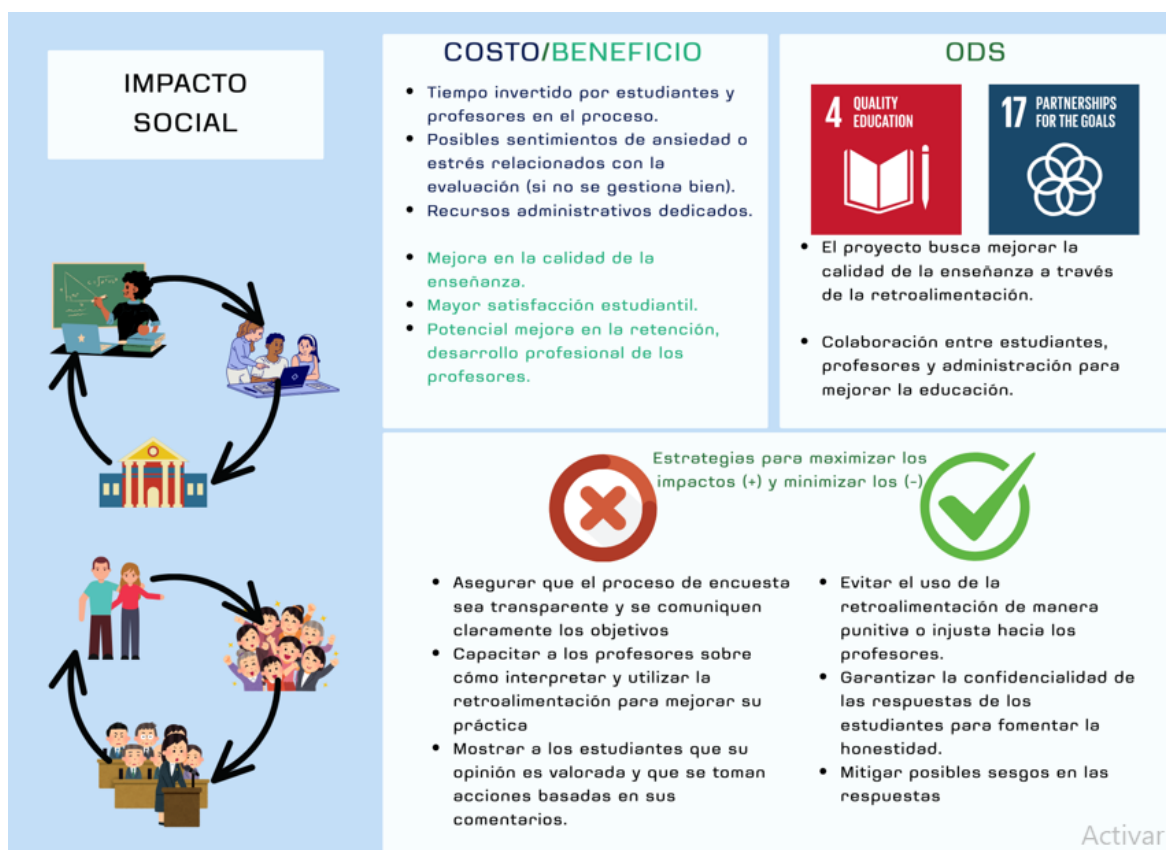 IMPACTO
SOCIAL
COSTO/BENEFICIO
• Tiempo invertido por estudiantes y
profesores en el proceso.
• Posibles sentimientos de ansiedad o
estrés relacionados con la
evaluación (si no se gestiona bien).
• Recursos administrativos dedicados.
• Mejora en la calidad de la
enseñanza.
• Mayor satisfacción estudiantil.
• Potencial mejora en la retención,
desarrollo profesional de los
profesores.
ODS
4 QUALITY
EDUCATION
17 PARTNERSHIPS
FOR THE GOALS
• El proyecto busca mejorar la
calidad de la enseñanza a través
de la retroalimentación.
• Colaboración entre estudiantes,
profesores y administración para
mejorar la educación.
Estrategias para maximizar los
impactos (+) y minimizar los (-)
• Asegurar que el proceso de encuesta
sea transparente y se comuniquen
claramente los objetivos
• Capacitar a los profesores sobre
cómo interpretar y utilizar la
retroalimentación para mejorar su
práctica
• Mostrar a los estudiantes que su
opinión es valorada y que se toman
acciones basadas en sus
comentarios.
• Evitar el uso de la
retroalimentación de manera
punitiva o injusta hacia los
profesores.
• Garantizar la confidencialidad de
las respuestas de los
estudiantes para fomentar la
honestidad.
• Mitigar posibles sesgos en las
respuestas
Activar